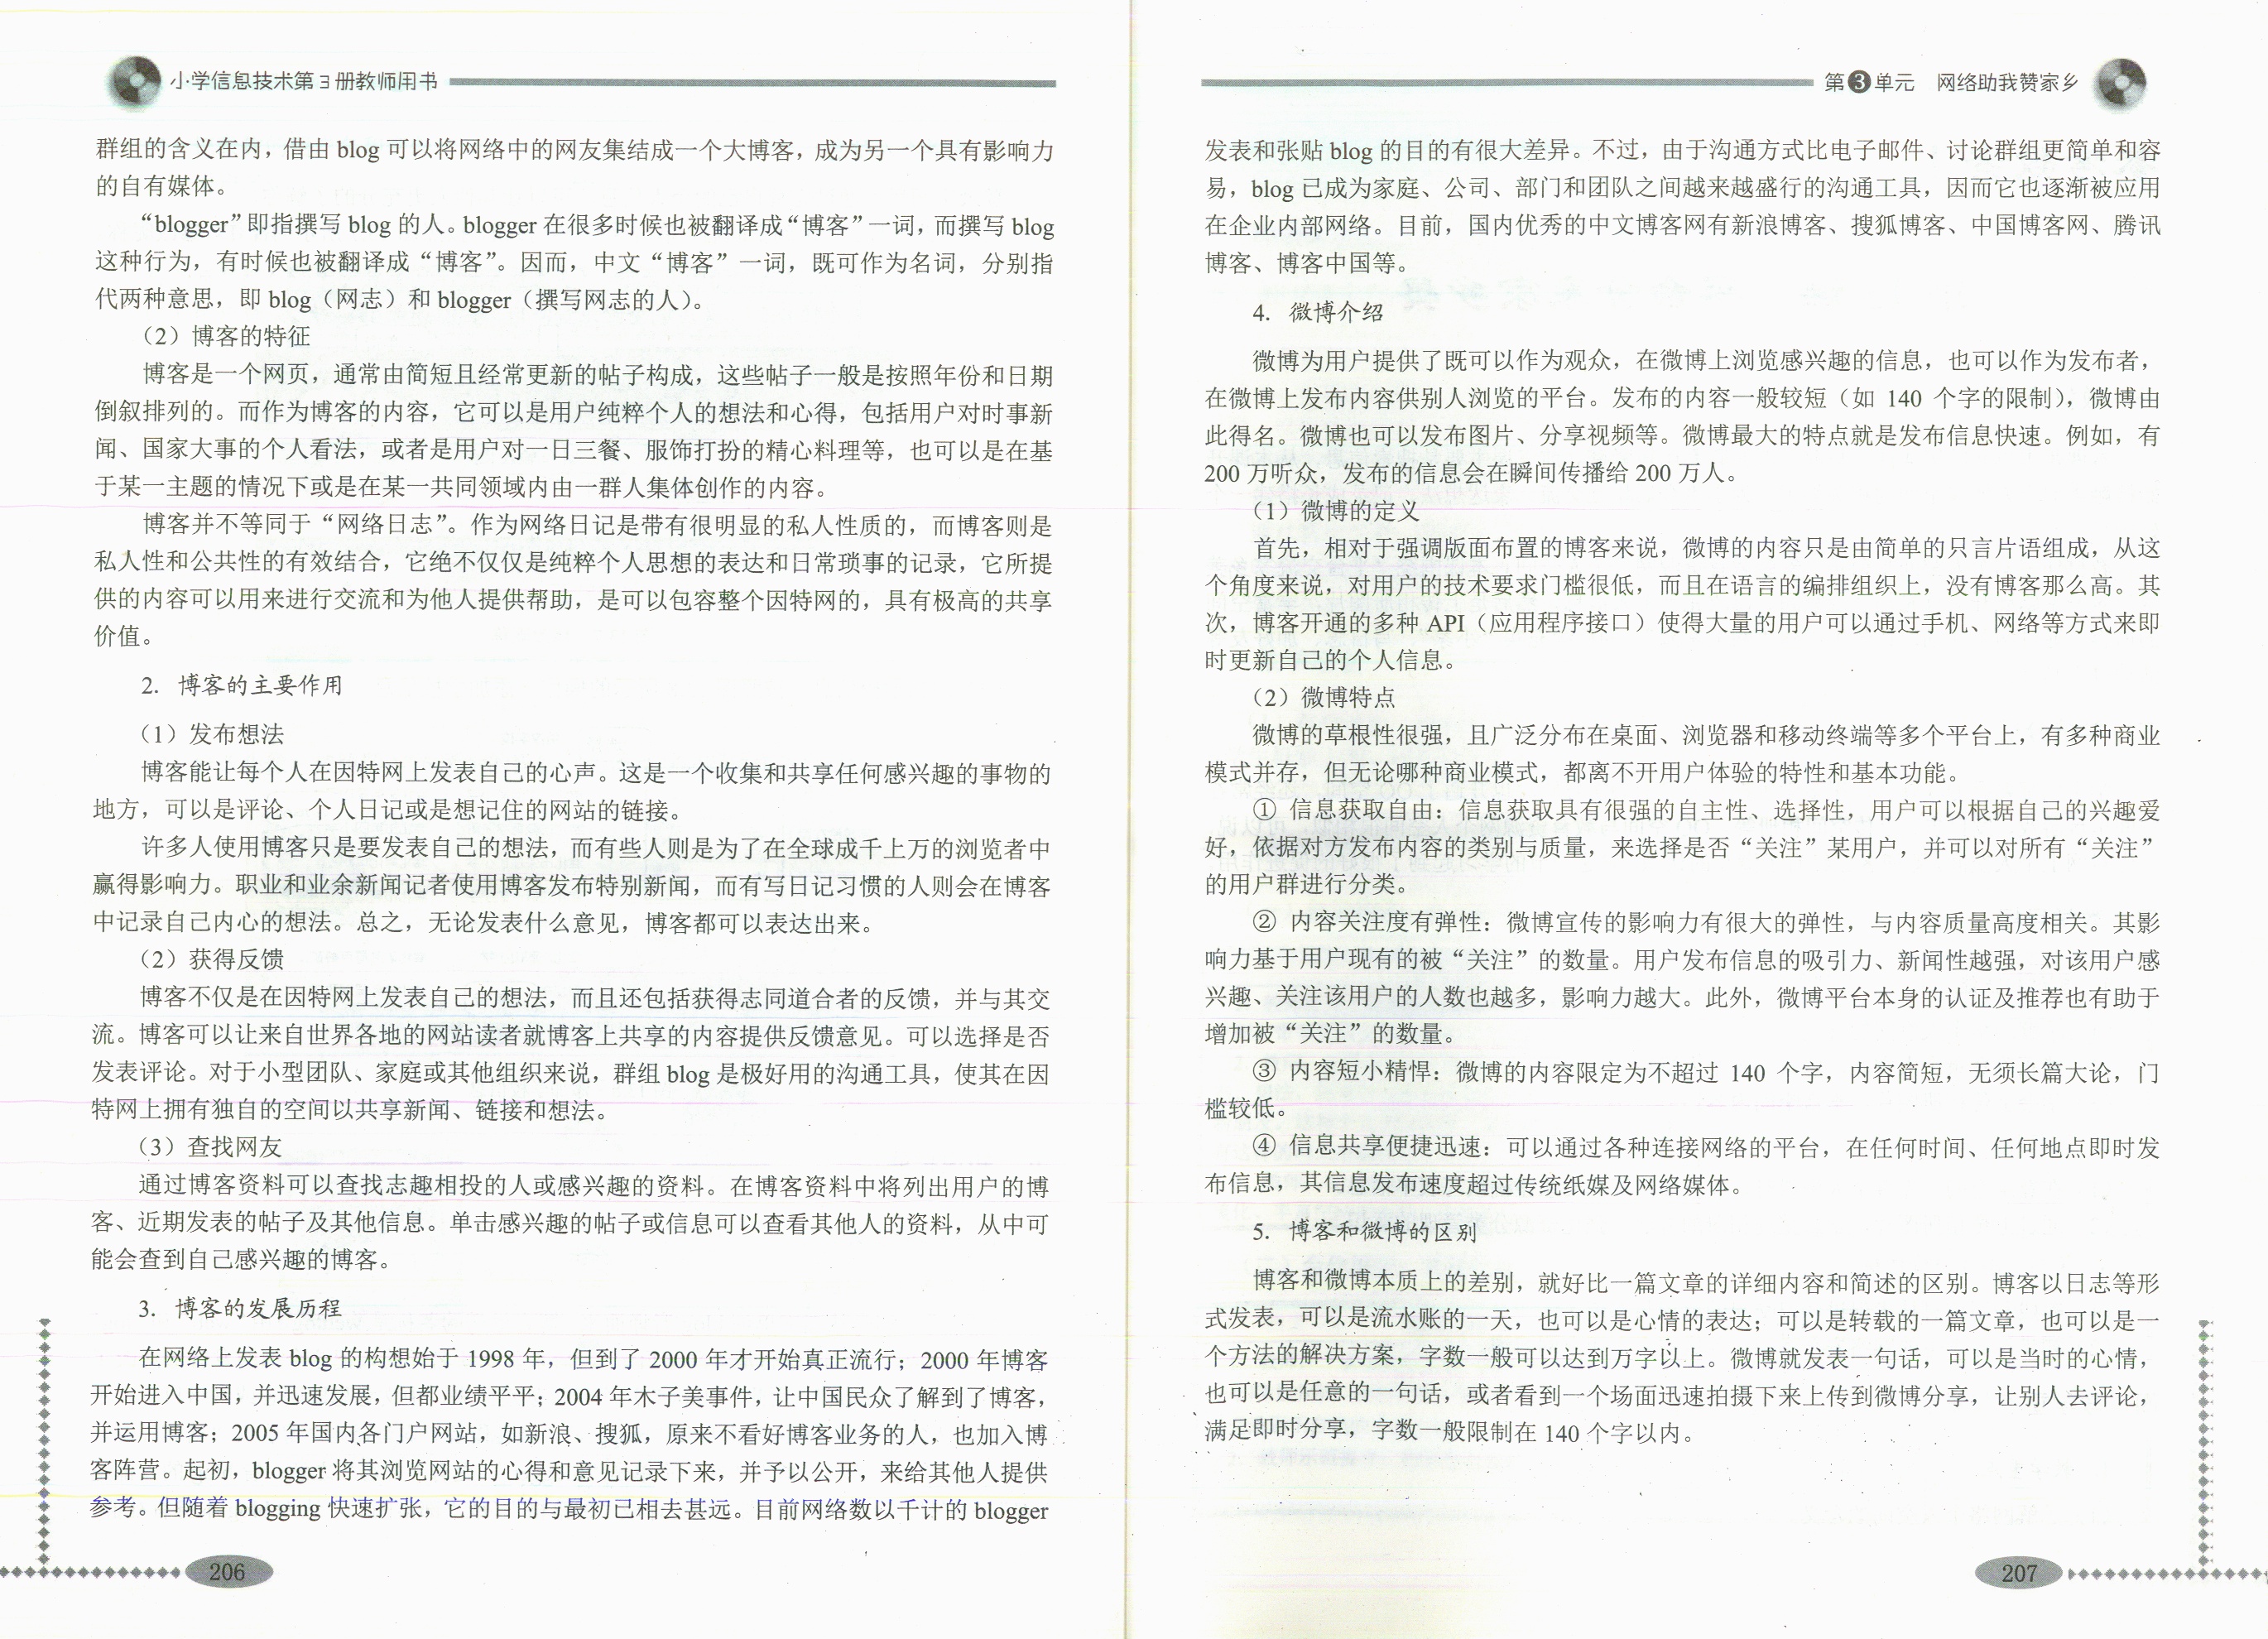 小学信息技术第3册教师用书
群组的含义在内，借由 blog 可以将网络中的网友集结成一个大博客，成为另一个具有影响力
的自有媒体。
“blogger”即指撰写 blog 的人。blogger 在很多时候也被翻译成“博客”一词，而撰写 blog
这种行为，有时候也被翻译成“博客”。因而，中文“博客”一词，既可作为名词，分别指
代两种意思，即 blog（网志）和 blogger（撰写网志的人）。
（2）博客的特征
博客是一个网页，通常由简短且经常更新的帖子构成，这些帖子一般是按照年份和日期
倒叙排列的。而作为博客的内容，它可以是用户纯粹个人的想法和心得，包括用户对时事新
闻、国家大事的个人看法，或者是用户对一日三餐、服饰打扮的精心料理等，也可以是在基
于某一主题的情况下或是在某一共同领域内由一群人集体创作的内容。
博客并不等同于“网络日志”。作为网络日记是带有很明显的私人性质的，而博客则是
私人性和公共性的有效结合，它绝不仅仅是纯粹个人思想的表达和日常琐事的记录，它所提
供的内容可以用来进行交流和为他人提供帮助，是可以包容整个因特网的，具有极高的共享
价值。
2. 博客的主要作用
（1）发布想法
博客能让每个人在因特网上发表自己的心声。这是一个收集和共享任何感兴趣的事物的
地方，可以是评论、个人日记或是想记住的网站的链接。
许多人使用博客只是要发表自己的想法，而有些人则是为了在全球成千上万的浏览者中
赢得影响力。职业和业余新闻记者使用博客发布特别新闻，而有写日记习惯的人则会在博客
中记录自己内心的想法。总之，无论发表什么意见，博客都可以表达出来。
（2）获得反馈
博客不仅是在因特网上发表自己的想法，而且还包括获得志同道合者的反馈，并与其交
流。博客可以让来自世界各地的网站读者就博客上共享的内容提供反馈意见。可以选择是否
发表评论。对于小型团队、家庭或其他组织来说，群组 blog 是极好用的沟通工具，使其在因
特网上拥有独自的空间以共享新闻、链接和想法。
（3）查找网友
通过博客资料可以查找志趣相投的人或感兴趣的资料。在博客资料中将列出用户的博
客、近期发表的帖子及其他信息。单击感兴趣的帖子或信息可以查看其他人的资料，从中可
能会查到自己感兴趣的博客。
3. 博客的发展历程
在网络上发表 blog 的构想始于 1998 年，但到了 2000 年才开始真正流行；2000 年博客
开始进入中国，并迅速发展，但都业绩平平；2004 年木子美事件，让中国民众了解到了博客，
并运用博客；2005 年国内各门户网站，如新浪、搜狐，原来不看好博客业务的人，也加入博
客阵营。起初，blogger 将其浏览网站的心得和意见记录下来，并予以公开，来给其他人提供
参考。但随着 blogging 快速扩张，它的目的与最初已相去甚远。目前网络数以千计的 blogger
206
第3单元 网络助我赞家乡
发表和张贴 blog 的目的有很大差异。不过，由于沟通方式比电子邮件、讨论群组更简单和容
易，blog 已成为家庭、公司、部门和团队之间越来越盛行的沟通工具，因而它也逐渐被应用
在企业内部网络。目前，国内优秀的中文博客网有新浪博客、搜狐博客、中国博客网、腾讯
博客、博客中国等。
4. 微博介绍
微博为用户提供了既可以作为观众，在微博上浏览感兴趣的信息，也可以作为发布者，
在微博上发布内容供别人浏览的平台。发布的内容一般较短（如 140 个字的限制），微博由
此得名。微博也可以发布图片、分享视频等。微博最大的特点就是发布信息快速。例如，有
200 万听众，发布的信息会在瞬间传播给 200 万人。
（1）微博的定义
首先，相对于强调版面布置的博客来说，微博的内容只是由简单的只言片语组成，从这
个角度来说，对用户的技术要求门槛很低，而且在语言的编排组织上，没有博客那么高。其
次，博客开通的多种 API（应用程序接口）使得大量的用户可以通过手机、网络等方式来即
时更新自己的个人信息。
（2）微博特点
微博的草根性很强，且广泛分布在桌面、浏览器和移动终端等多个平台上，有多种商业
模式并存，但无论哪种商业模式，都离不开用户体验的特性和基本功能。
① 信息获取自由：信息获取具有很强的自主性、选择性，用户可以根据自己的兴趣爱
好，依据对方发布内容的类别与质量，来选择是否“关注”某用户，并可以对所有“关注”
的用户群进行分类。
② 内容关注度有弹性：微博宣传的影响力有很大的弹性，与内容质量高度相关。其影
响力基于用户现有的被“关注”的数量。用户发布信息的吸引力、新闻性越强，对该用户感
兴趣、关注该用户的人数也越多，影响力越大。此外，微博平台本身的认证及推荐也有助于
增加被“关注”的数量。
③ 内容短小精悍：微博的内容限定为不超过 140 个字，内容简短，无须长篇大论，门
槛较低。
④ 信息共享便捷迅速：可以通过各种连接网络的平台，在任何时间、任何地点即时发
布信息，其信息发布速度超过传统纸媒及网络媒体。
5. 博客和微博的区别
博客和微博本质上的差别，就好比一篇文章的详细内容和简述的区别。博客以日志等形
式发表，可以是流水账的一天，也可以是心情的表达；可以是转载的一篇文章，也可以是一
个方法的解决方案，字数一般可以达到万字以上。微博就发表一句话，可以是当时的心情，
也可以是任意的一句话，或者看到一个场面迅速拍摄下来上传到微博分享，让别人去评论，
满足即时分享，字数一般限制在 140 个字以内。
207